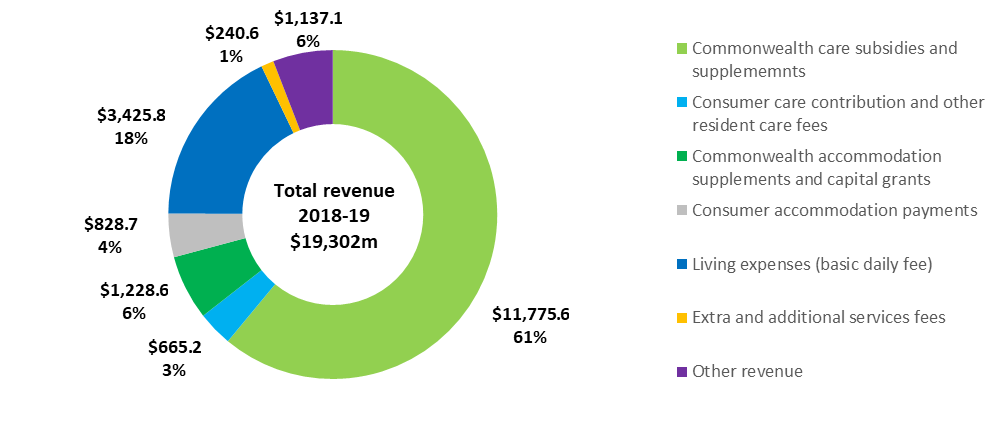 $1,137.1
6%
$240.6
1%
$3,425.8
18%
$828.7
4%
$1,228.6
6%
$665.2
3%
$11,775.6
61%
Total revenue
2018-19
$19,302m
Commonwealth care subsidies and
supplememnts
Consumer care contribution and other
resident care fees
Commonwealth accommodation
supplements and capital grants
Consumer accommodation payments
Living expenses (basic daily fee)
Extra and additional services fees
Other revenue